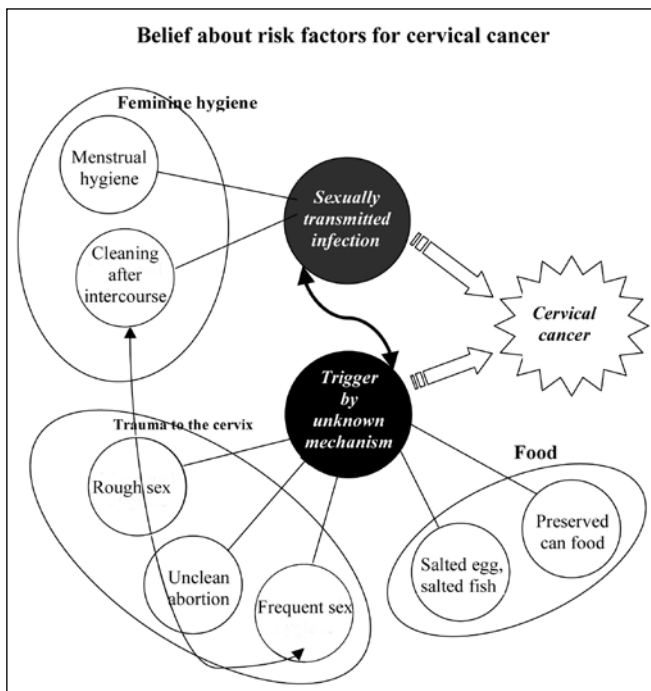 Belief about risk factors for cervical cancer
Feminine hygiene
Menstrual
hygiene
Cleaning
after
intercourse
Sexually
transmitted
infection
Cervical
cancer
Trigger
by
unknown
mechanism
Trauma to the cervix
Rough sex
Unclean
abortion
Frequent sex
Food
Preserved
can food
Salted egg,
salted fish